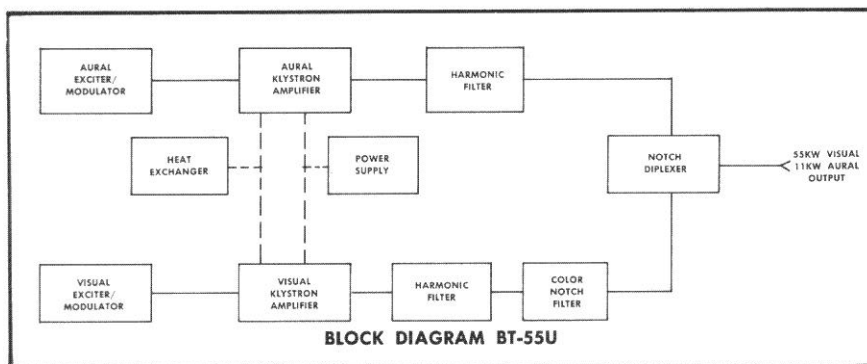 AURAL
EXCITER/
MODULATOR
AURAL
KLYSTRON
AMPLIFIER
HARMONIC
FILTER
HEAT
EXCHANGER
POWER
SUPPLY
NOTCH
DIPLEXER
55KW VISUAL
11KW AURAL
OUTPUT
VISUAL
EXCITER/
MODULATOR
VISUAL
KLYSTRON
AMPLIFIER
HARMONIC
FILTER
COLOR
NOTCH
FILTER
BLOCK DIAGRAM BT-55U